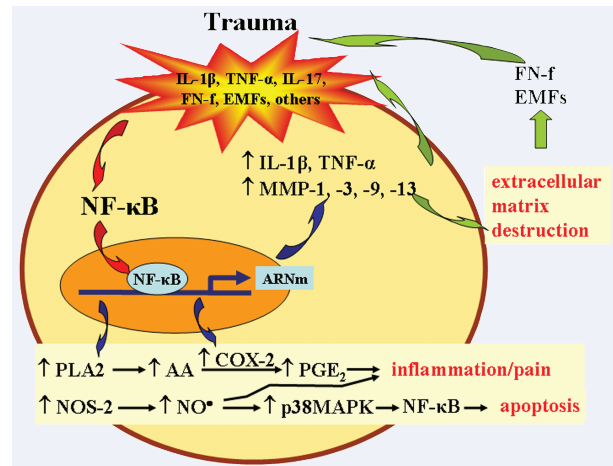 Trauma
IL-1β, TNF-α, IL-17,
FN-f, EMFs, others
FN-f
EMFs
↑ IL-1β, TNF-α
↑ MMP-1, -3, -9, -13
extracellular
matrix
destruction
NF-κB
NF-κB
ARNm
↑ PLA2 → ↑ AA ↑ COX-2 → ↑ PGE₂ → inflammation/pain
↑ NOS-2 → ↑ NO• → ↑ p38MAPK → NF-κB → apoptosis